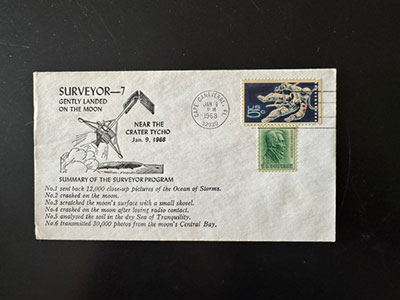 SURVEYOR—7
GENTLY LANDED
ON THE MOON
NEAR THE
CRATER TYCHO
Jan. 9, 1968
SUMMARY OF THE SURVEYOR PROGRAM
No.1 sent back 12,000 close-up pictures of the Ocean of Storms.
No.2 crashed on the moon.
No.3 scratched the moon's surface with a small shovel.
No.4 crashed on the moon after losing radio contact.
No.5 analyzed the soil in the dry Sea of Tranquility.
No.6 transmitted 30,000 photos from the moon's Central Bay.
CAPE CANAVERAL, FL
JAN 9
PM
1968
5¢